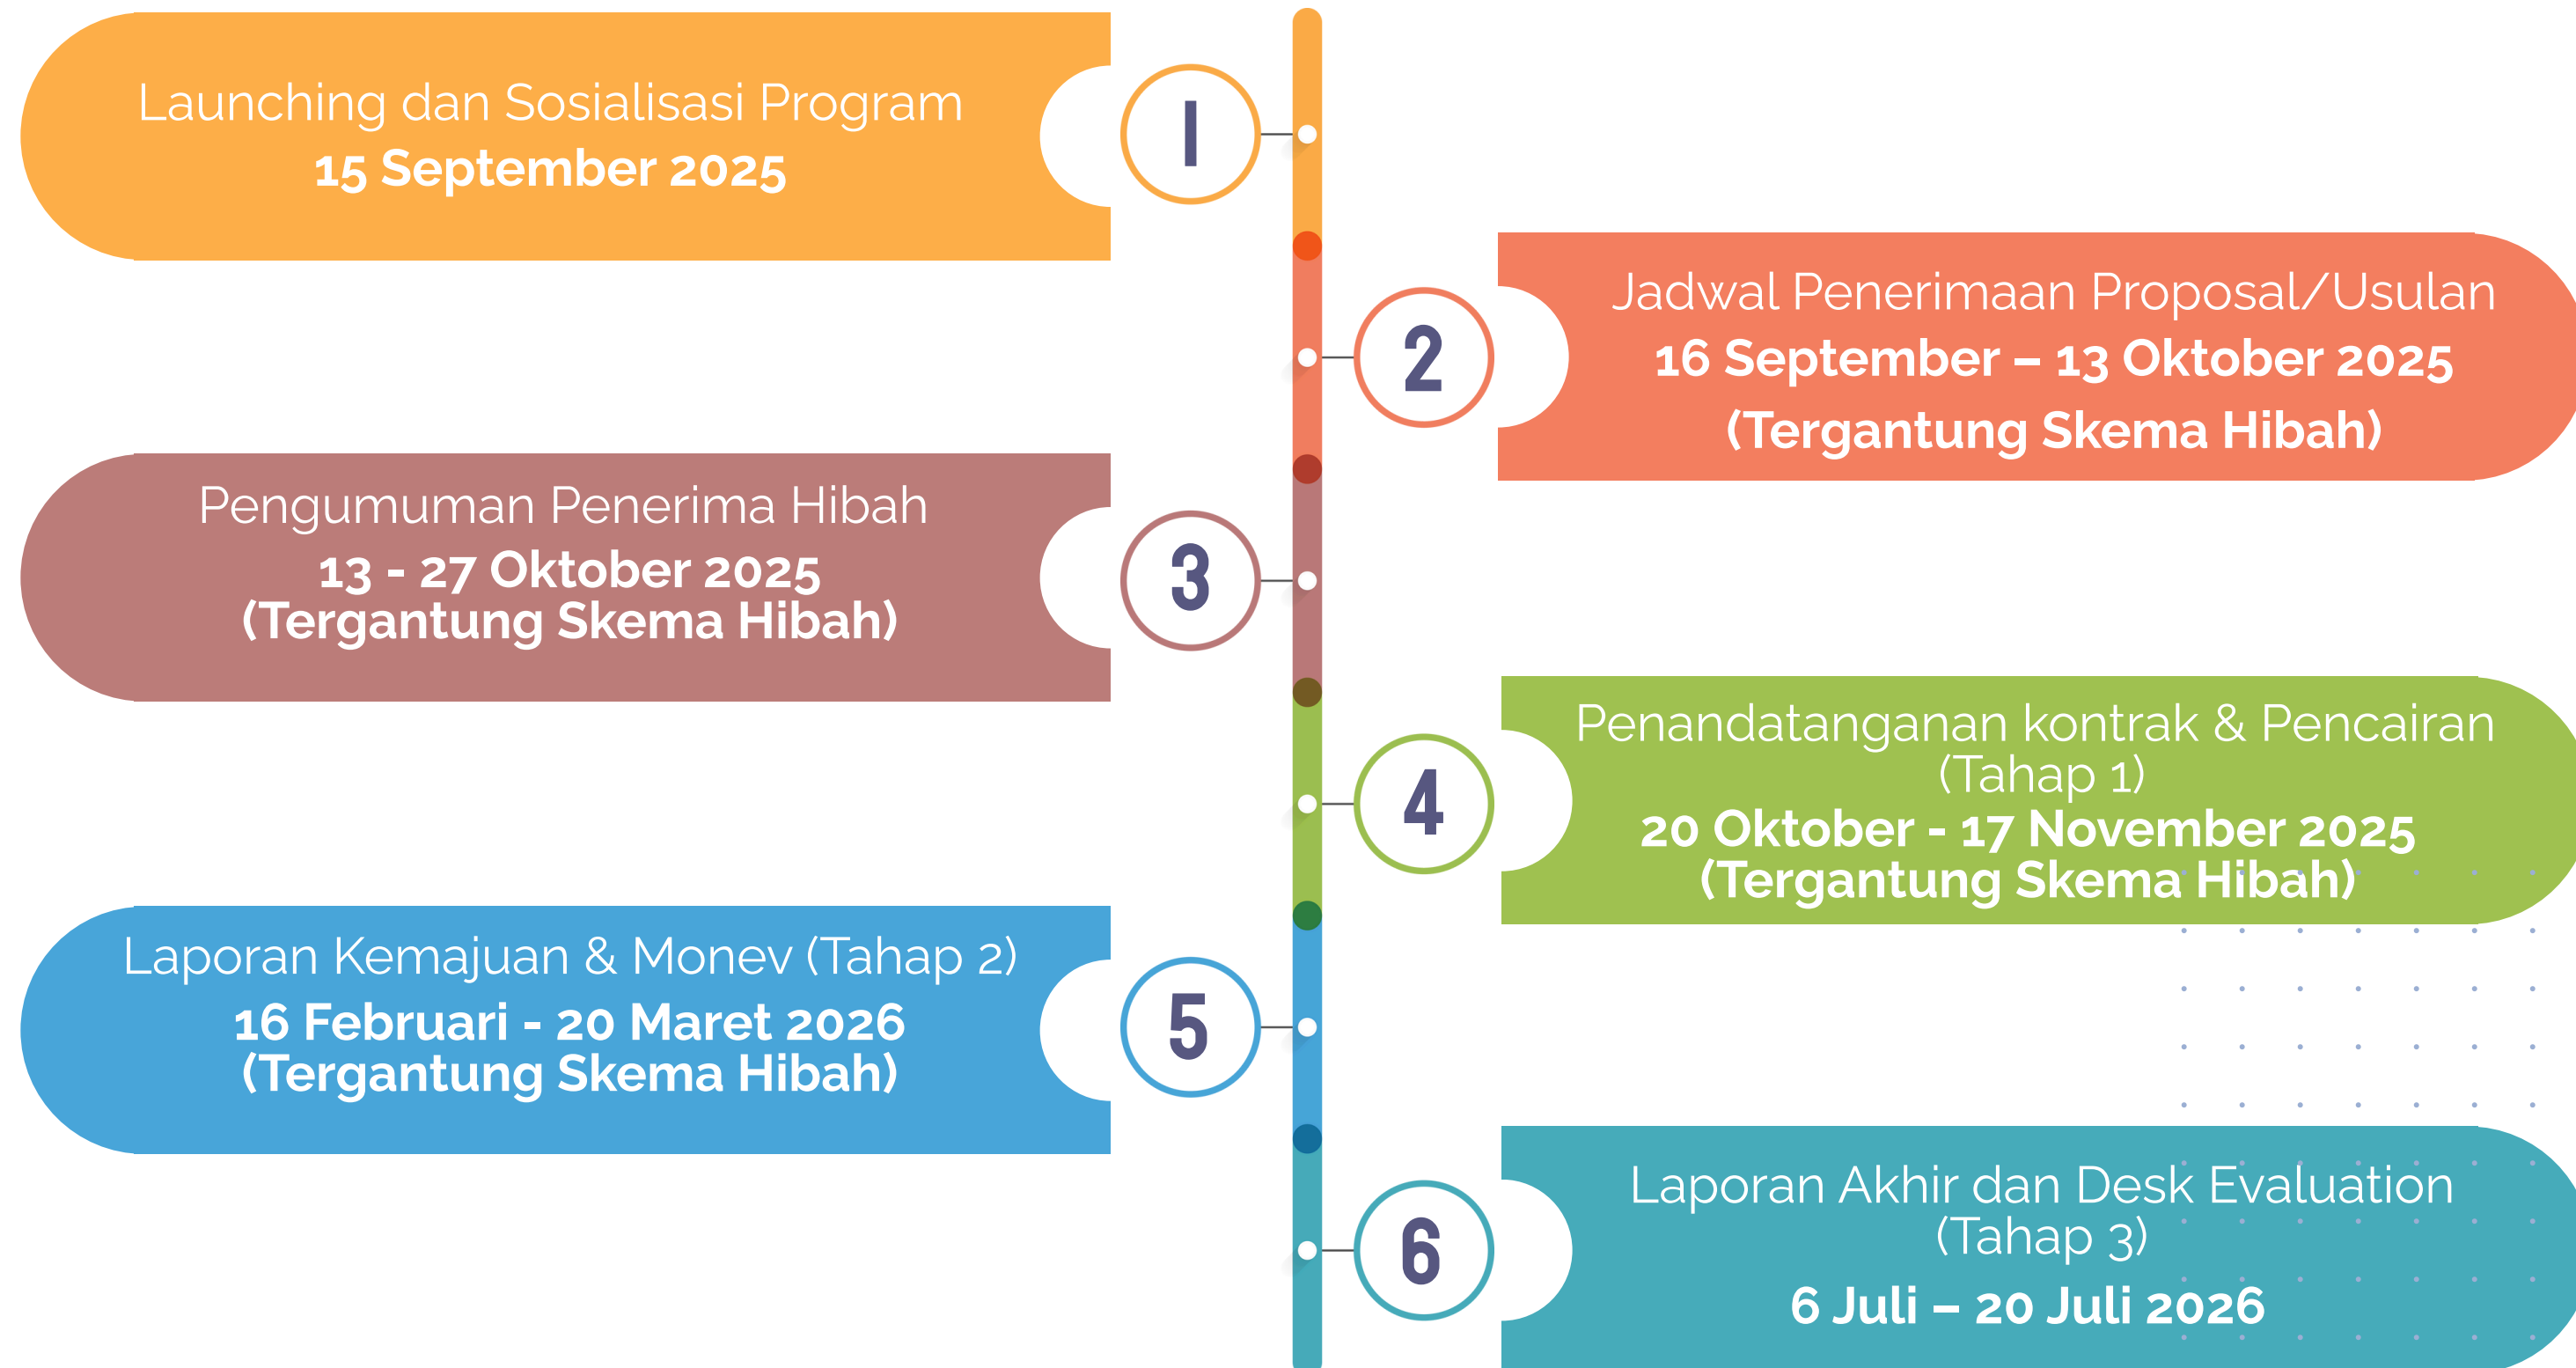 Launching dan Sosialisasi Program
15 September 2025
1
Jadwal Penerimaan Proposal/Usulan
16 September – 13 Oktober 2025
(Tergantung Skema Hibah)
2
Pengumuman Penerima Hibah
13 - 27 Oktober 2025
(Tergantung Skema Hibah)
3
Penandatanganan kontrak & Pencairan
(Tahap 1)
20 Oktober - 17 November 2025
(Tergantung Skema Hibah)
4
Laporan Kemajuan & Monev (Tahap 2)
16 Februari - 20 Maret 2026
(Tergantung Skema Hibah)
5
Laporan Akhir dan Desk Evaluation
(Tahap 3)
6 Juli – 20 Juli 2026
6